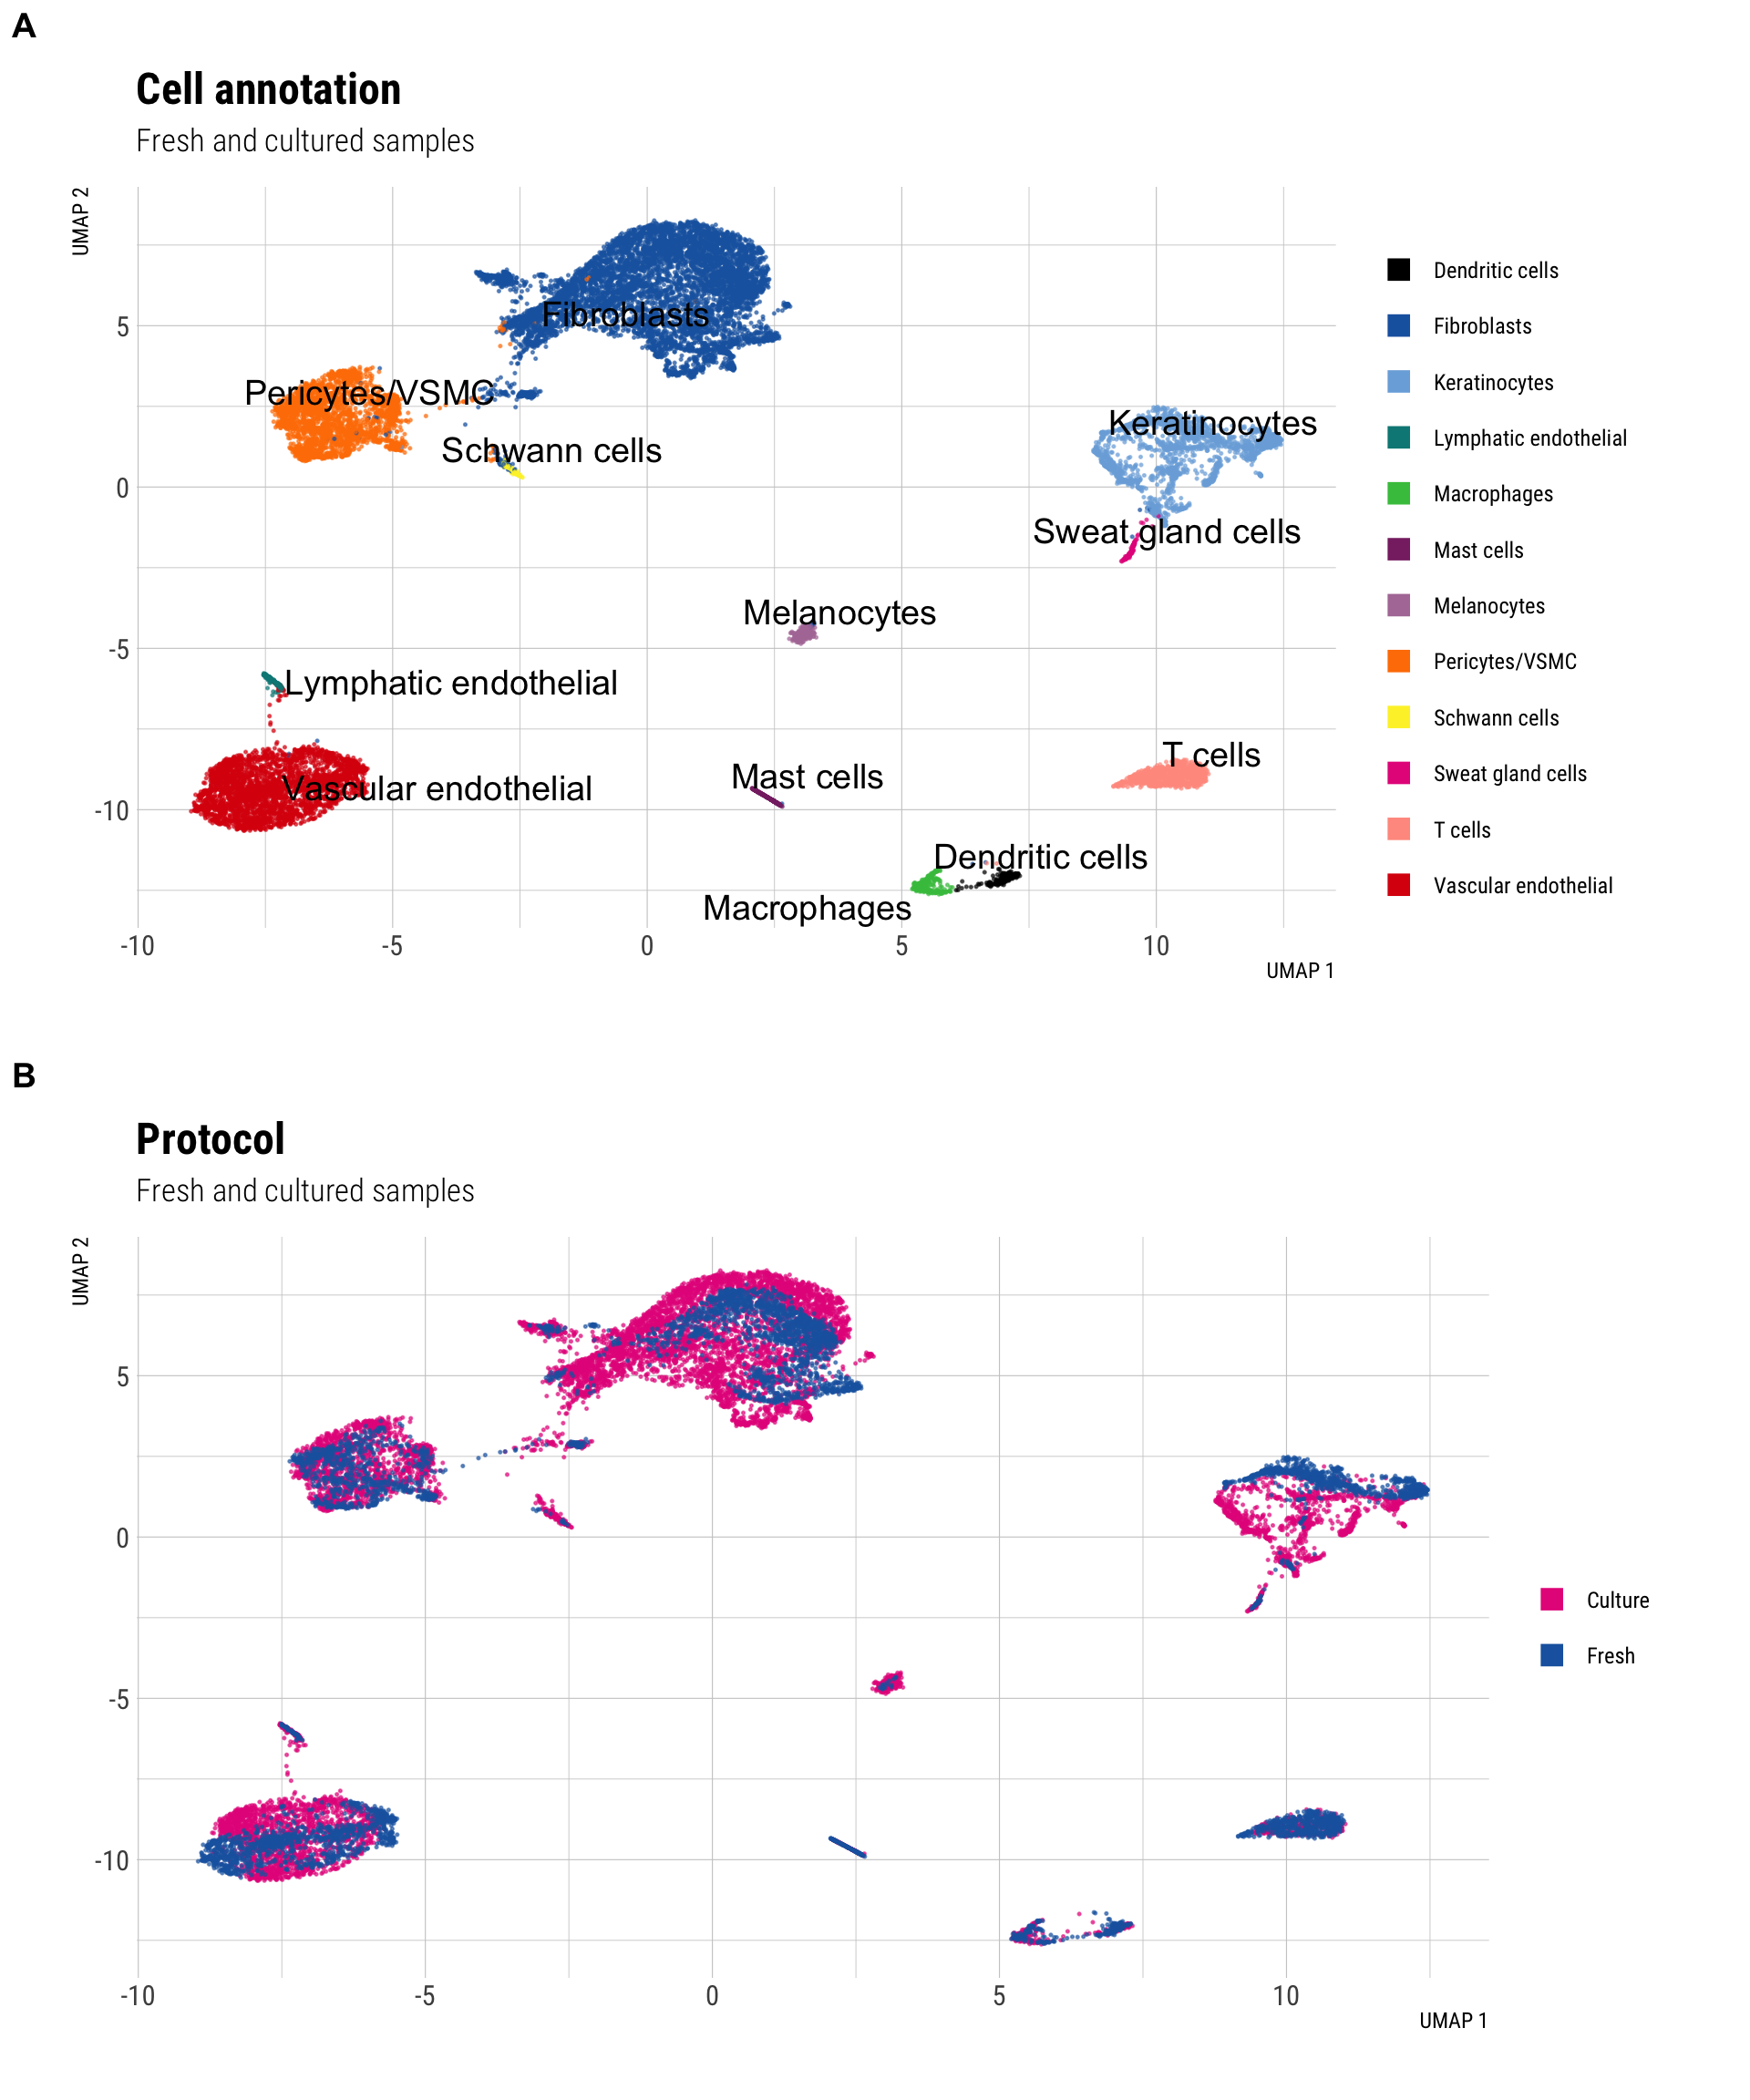 A
Cell annotation
Fresh and cultured samples
UMAP 2
5
0
-5
-10
-10
-5
0
5
10
UMAP 1
Fibroblasts
Pericytes/VSMC
Schwann cells
Keratinocytes
Sweat gland cells
Melanocytes
Lymphatic endothelial
Vascular endothelial
Mast cells
T cells
Dendritic cells
Macrophages
Dendritic cells
Fibroblasts
Keratinocytes
Lymphatic endothelial
Macrophages
Mast cells
Melanocytes
Pericytes/VSMC
Schwann cells
Sweat gland cells
T cells
Vascular endothelial
B
Protocol
Fresh and cultured samples
UMAP 2
5
0
-5
-10
-10
-5
0
5
10
UMAP 1
Culture
Fresh